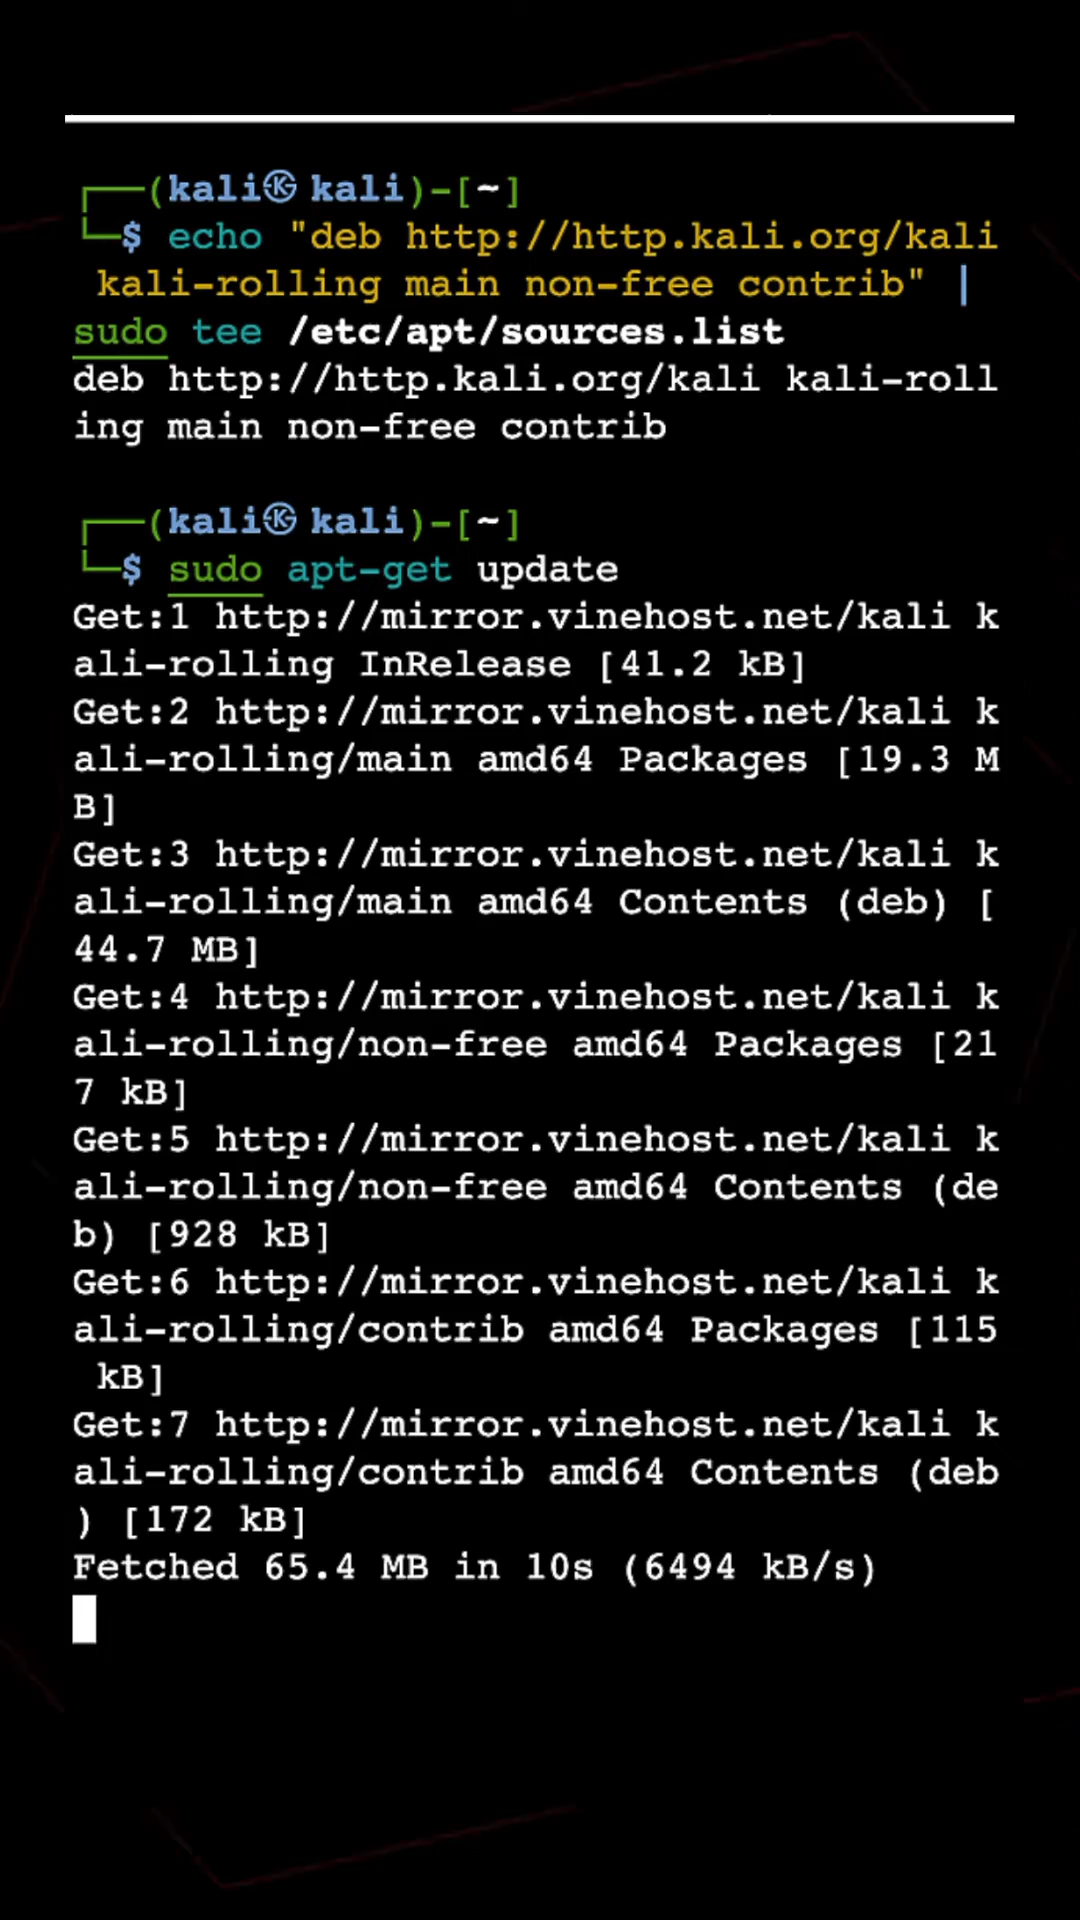 ┌──(kali㉿kali)-[~]
└─$ echo "deb http://http.kali.org/kali
 kali-rolling main non-free contrib" |
sudo tee /etc/apt/sources.list
deb http://http.kali.org/kali kali-roll
ing main non-free contrib

┌──(kali㉿kali)-[~]
└─$ sudo apt-get update
Get:1 http://mirror.vinehost.net/kali k
ali-rolling InRelease [41.2 kB]
Get:2 http://mirror.vinehost.net/kali k
ali-rolling/main amd64 Packages [19.3 M
B]
Get:3 http://mirror.vinehost.net/kali k
ali-rolling/main amd64 Contents (deb) [
44.7 MB]
Get:4 http://mirror.vinehost.net/kali k
ali-rolling/non-free amd64 Packages [21
7 kB]
Get:5 http://mirror.vinehost.net/kali k
ali-rolling/non-free amd64 Contents (de
b) [928 kB]
Get:6 http://mirror.vinehost.net/kali k
ali-rolling/contrib amd64 Packages [115
 kB]
Get:7 http://mirror.vinehost.net/kali k
ali-rolling/contrib amd64 Contents (deb
) [172 kB]
Fetched 65.4 MB in 10s (6494 kB/s)